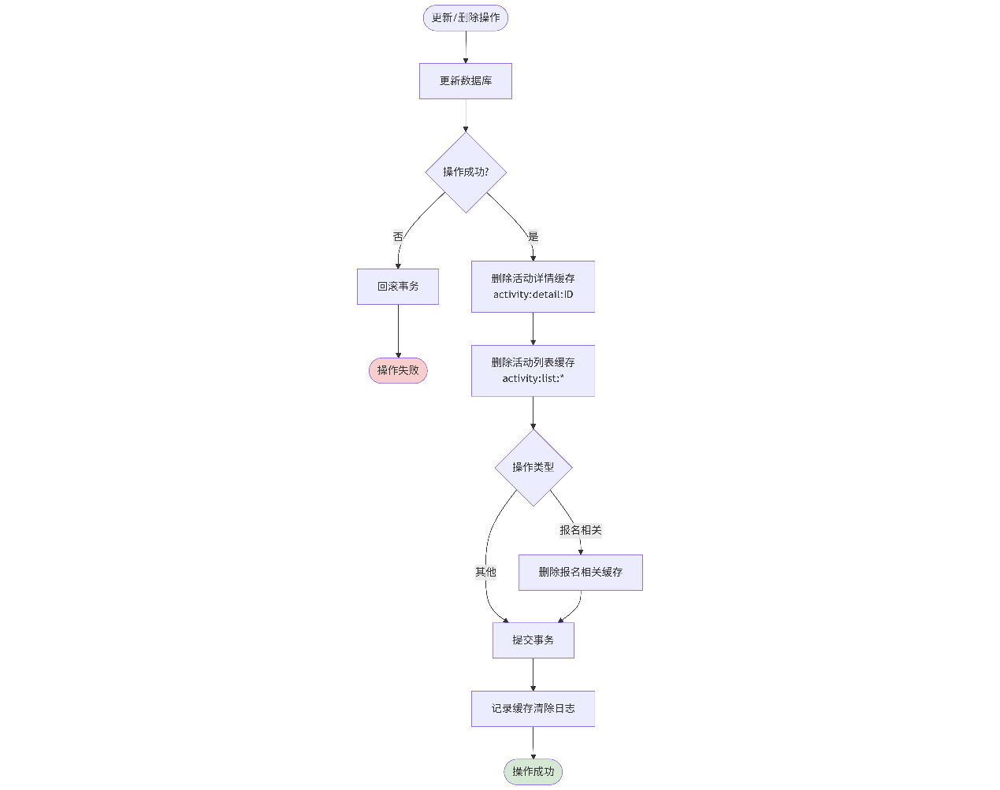 更新/删除操作
更新数据库
操作成功?
否
是
回滚事务
删除活动详情缓存
activity:detail:ID
操作失败
删除活动列表缓存
activity:list:*
操作类型
报名相关
其他
删除报名相关缓存
提交事务
记录缓存清除日志
操作成功